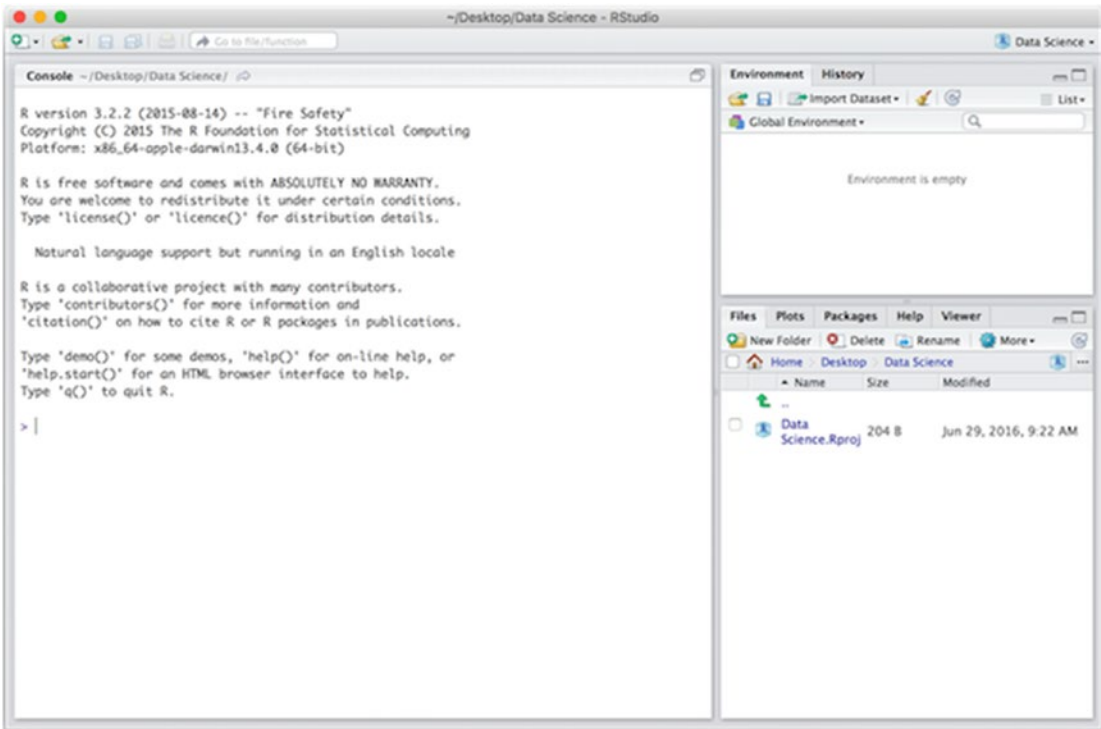 ~/Desktop/Data Science - RStudio
Go to file/function
Data Science
Console ~/Desktop/Data Science/
R version 3.2.2 (2015-08-14) -- "Fire Safety"
Copyright (C) 2015 The R Foundation for Statistical Computing
Platform: x86_64-apple-darwin13.4.0 (64-bit)
R is free software and comes with ABSOLUTELY NO WARRANTY.
You are welcome to redistribute it under certain conditions.
Type 'license()' or 'licence()' for distribution details.
Natural language support but running in an English locale
R is a collaborative project with many contributors.
Type 'contributors()' for more information and
'citation()' on how to cite R or R packages in publications.
Type 'demo()' for some demos, 'help()' for on-line help, or
'help.start()' for an HTML browser interface to help.
Type 'q()' to quit R.
>
Environment History
Import Dataset List
Global Environment
Environment is empty
Files Plots Packages Help Viewer
New Folder Delete Rename More
Home Desktop Data Science
Name Size Modified
..
Data Science.Rproj 204 B Jun 29, 2016, 9:22 AM